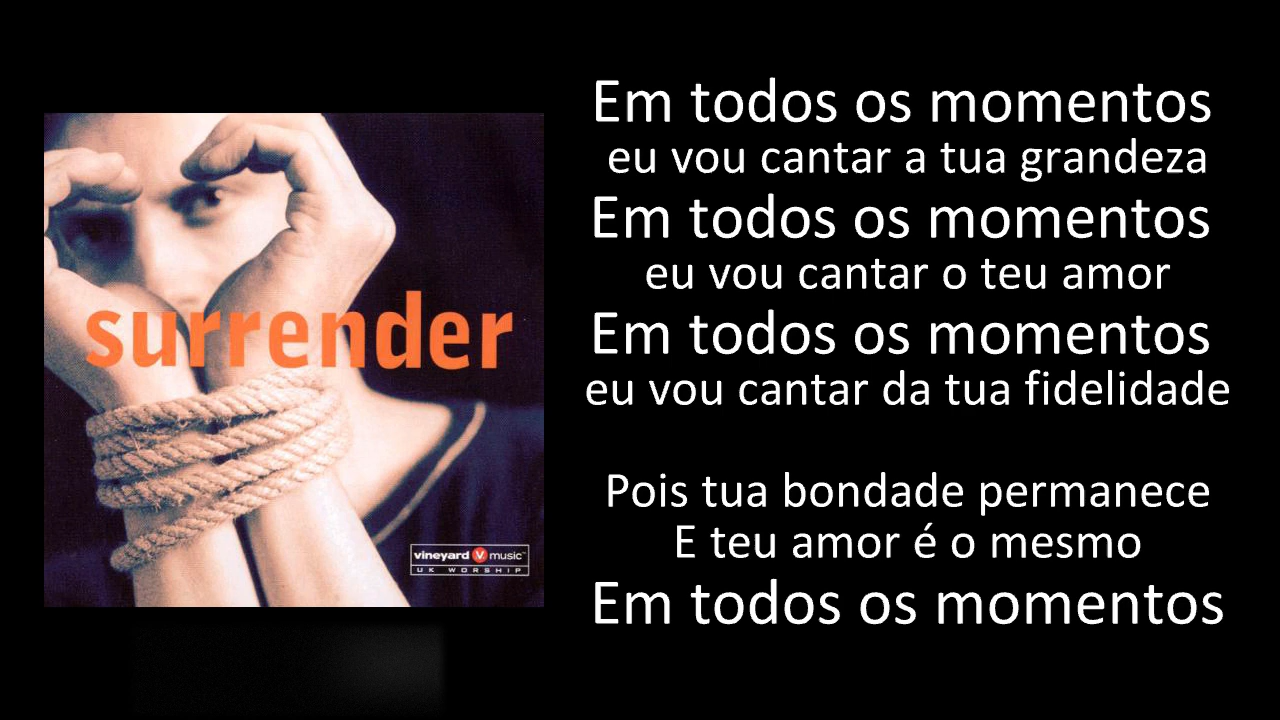 surrender
vineyard V music™
UK WORSHIP
Em todos os momentos
eu vou cantar a tua grandeza
Em todos os momentos
eu vou cantar o teu amor
Em todos os momentos
eu vou cantar da tua fidelidade
Pois tua bondade permanece
E teu amor é o mesmo
Em todos os momentos